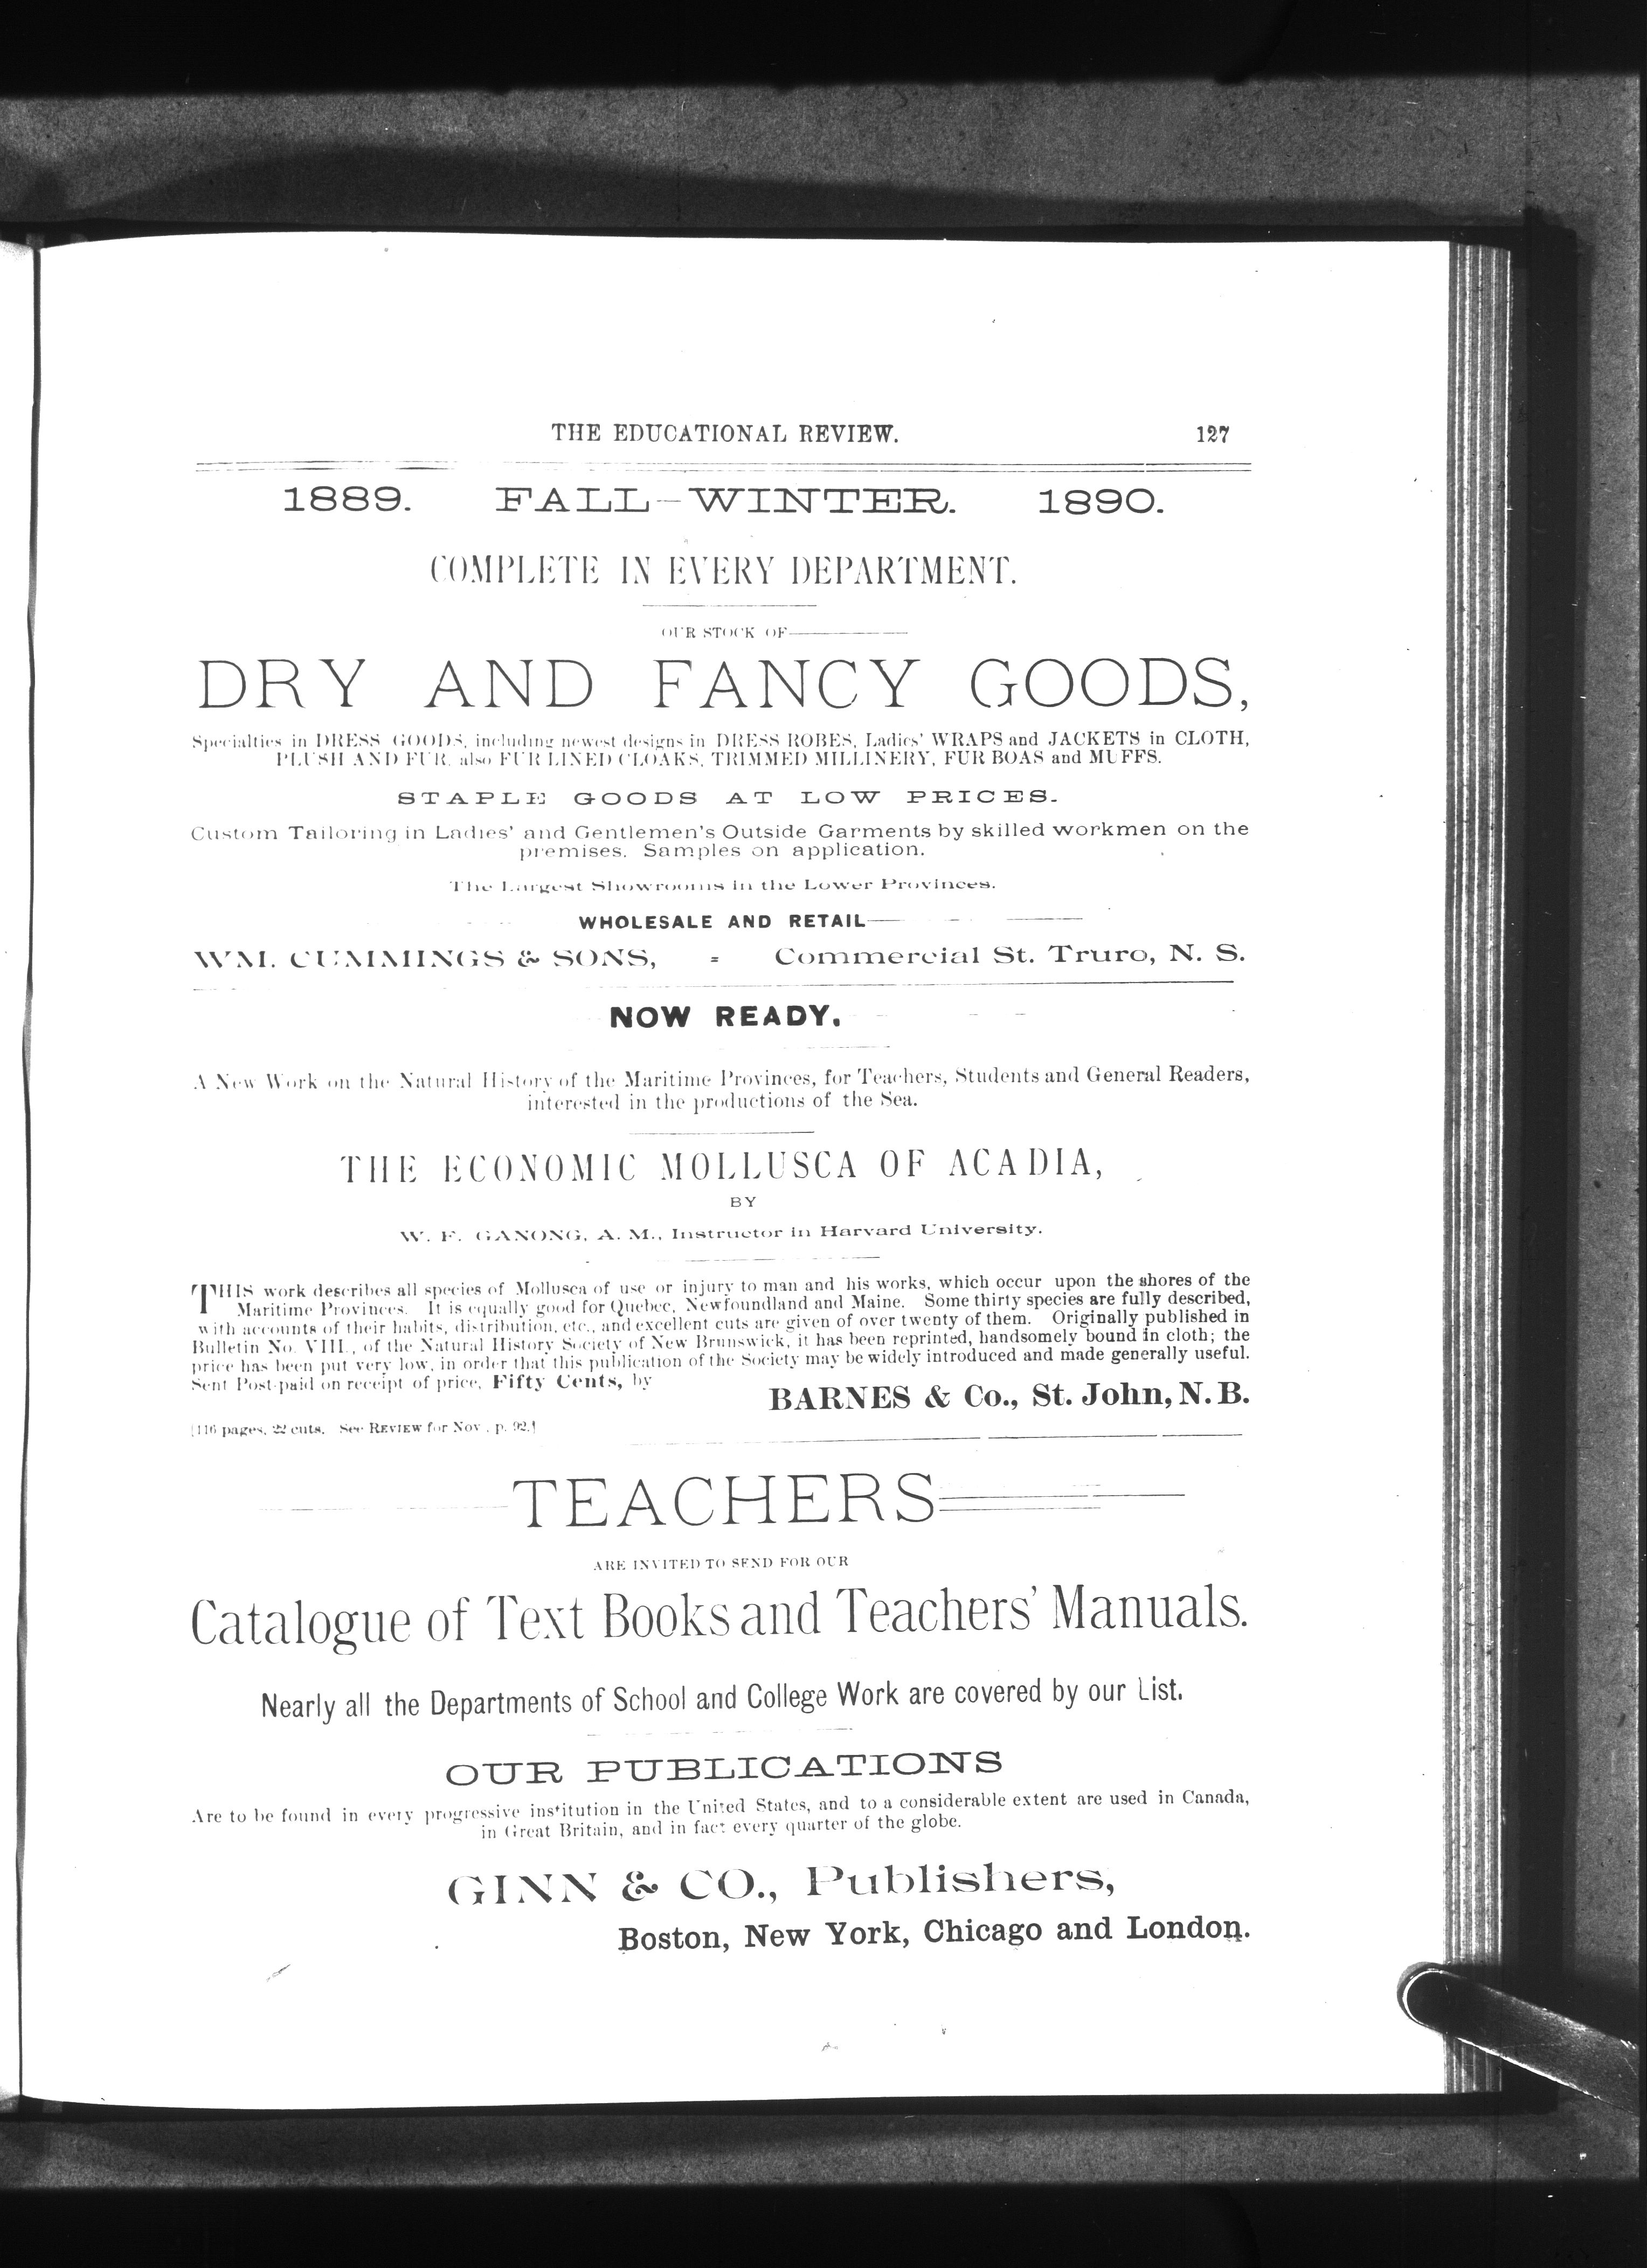 THE EDUCATIONAL REVIEW. 127
1889. FALL-WINTER. 1890.
COMPLETE IN EVERY DEPARTMENT.
OUR STOCK OF
DRY AND FANCY GOODS,
Specialties in DRESS GOODS, including newest designs in DRESS ROBES, Ladies' WRAPS and JACKETS in CLOTH,
PLUSH AND FUR, also FUR LINED CLOAKS, TRIMMED MILLINERY, FUR BOAS and MUFFS.
STAPLE GOODS AT LOW PRICES.
Custom Tailoring in Ladies' and Gentlemen's Outside Garments by skilled workmen on the
premises. Samples on application.
The Largest Showrooms in the Lower Provinces.
WHOLESALE AND RETAIL
WM. CUMMINGS & SONS, = Commercial St. Truro, N. S.
NOW READY.
A New Work on the Natural History of the Maritime Provinces, for Teachers, Students and General Readers,
interested in the productions of the Sea.
THE ECONOMIC MOLLUSCA OF ACADIA,
BY
W. F. GANONG, A. M., Instructor in Harvard University.
THIS work describes all species of Mollusca of use or injury to man and his works, which occur upon the shores of the
Maritime Provinces. It is equally good for Quebec, Newfoundland and Maine. Some thirty species are fully described,
with accounts of their habits, distribution, etc., and excellent cuts are given of over twenty of them. Originally published in
Bulletin No. VIII., of the Natural History Society of New Brunswick, it has been reprinted, handsomely bound in cloth; the
price has been put very low, in order that this publication of the Society may be widely introduced and made generally useful.
Sent Post-paid on receipt of price, Fifty Cents, by
BARNES & Co., St. John, N. B.
[116 pages, 22 cuts. See REVIEW for Nov., p. 92.]
TEACHERS
ARE INVITED TO SEND FOR OUR
Catalogue of Text Books and Teachers' Manuals.
Nearly all the Departments of School and College Work are covered by our List.
OUR PUBLICATIONS
Are to be found in every progressive institution in the United States, and to a considerable extent are used in Canada,
in Great Britain, and in fact every quarter of the globe.
GINN & CO., Publishers,
Boston, New York, Chicago and London.